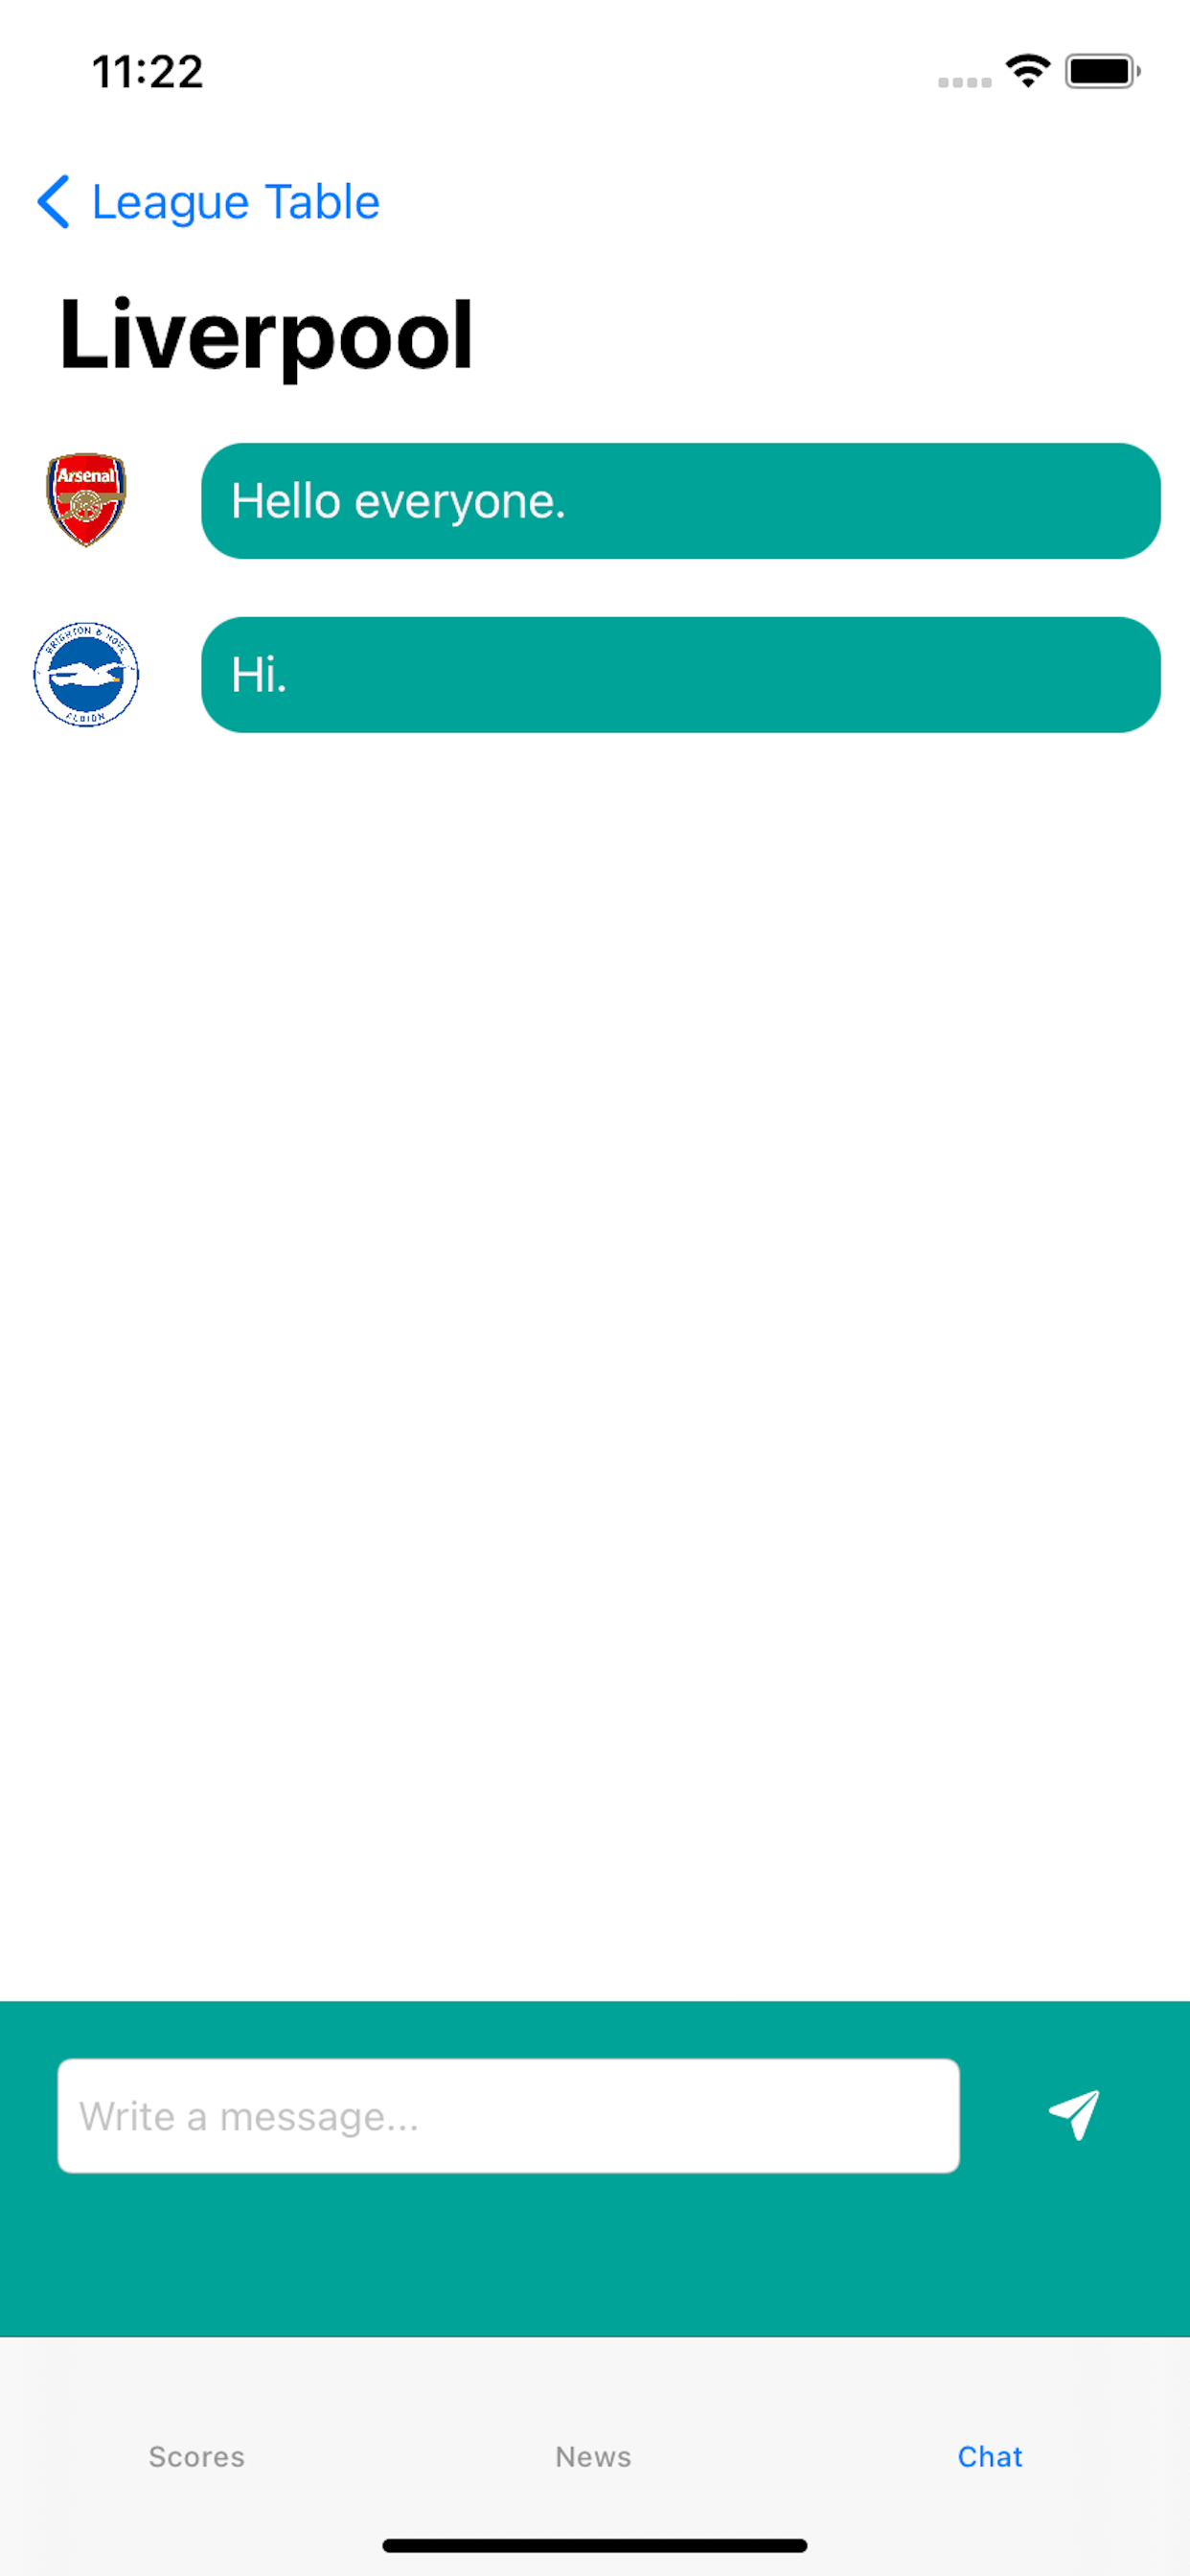 11:22
League Table
Liverpool
Arsenal
Hello everyone.
BRIGHTON & HOVE
ALBION
Hi.
Write a message...
Scores
News
Chat